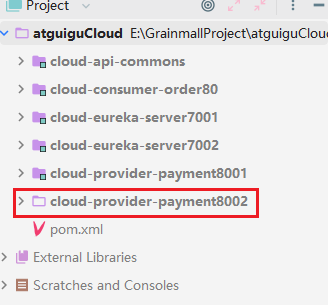 Project
atguiguCloud E:\GrainmallProject\atguiguClou
cloud-api-commons
cloud-consumer-order80
cloud-eureka-server7001
cloud-eureka-server7002
cloud-provider-payment8001
cloud-provider-payment8002
pom.xml
External Libraries
Scratches and Consoles